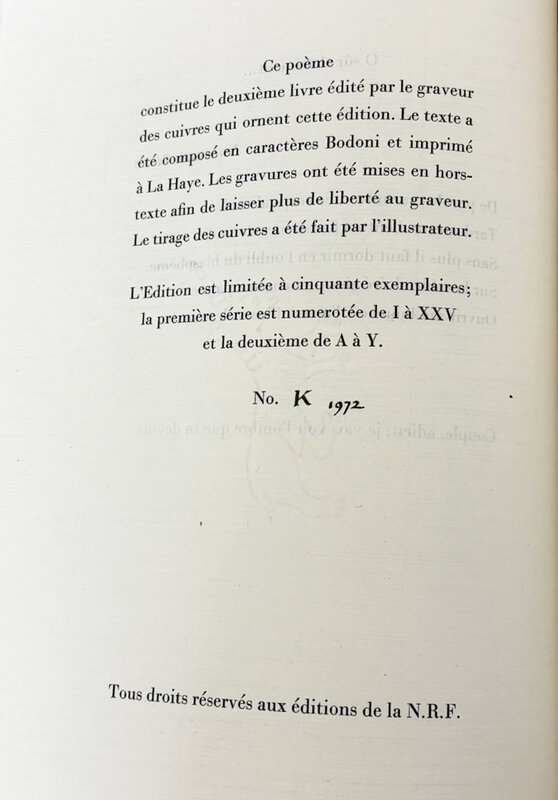 Ce poème
constitue le deuxième livre édité par le graveur
des cuivres qui ornent cette édition. Le texte a
été composé en caractères Bodoni et imprimé
à La Haye. Les gravures ont été mises en hors-
texte afin de laisser plus de liberté au graveur.
Le tirage des cuivres a été fait par l'illustrateur.
L'Edition est limitée à cinquante exemplaires;
la première série est numerotée de I à XXV
et la deuxième de A à Y.
No. K 1972
Tous droits réservés aux éditions de la N.R.F.